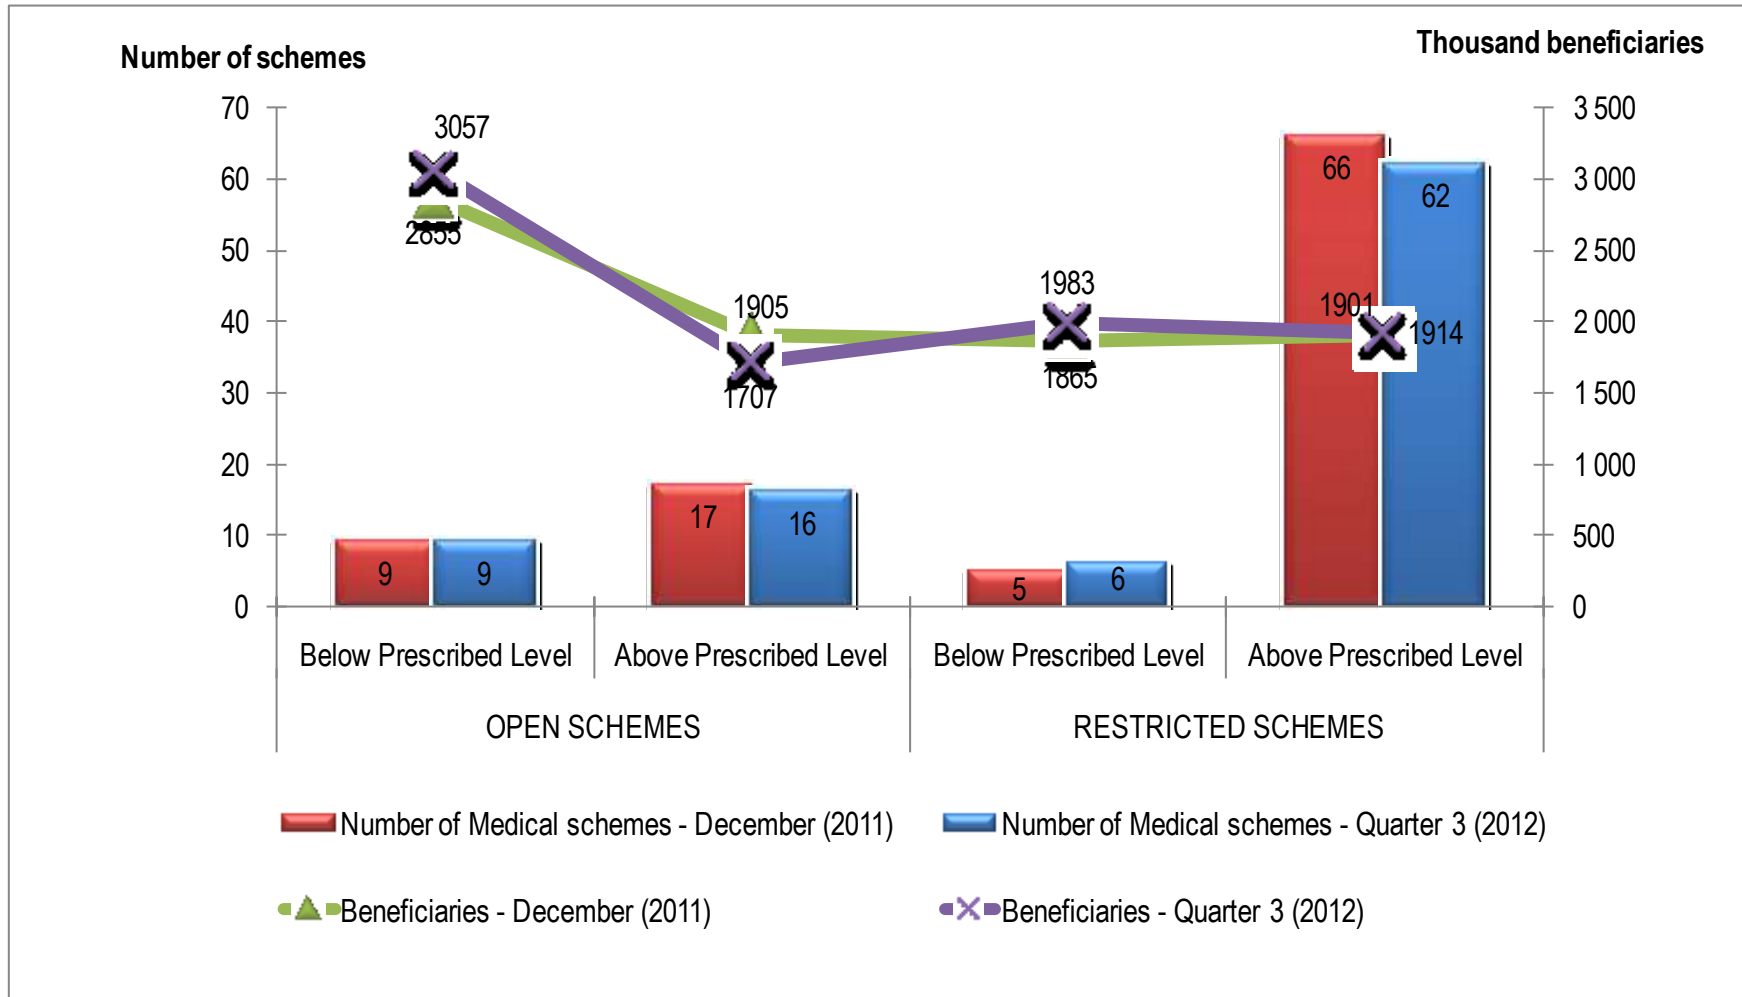 Number of schemes
Thousand beneficiaries
70
60
50
40
30
20
10
0
3 500
3 000
2 500
2 000
1 500
1 000
500
0
3057
2855
1905
1707
1983
1865
1901
1914
9
9
17
16
5
6
66
62
Below Prescribed Level
Above Prescribed Level
Below Prescribed Level
Above Prescribed Level
OPEN SCHEMES
RESTRICTED SCHEMES
Number of Medical schemes - December (2011)
Number of Medical schemes - Quarter 3 (2012)
Beneficiaries - December (2011)
Beneficiaries - Quarter 3 (2012)